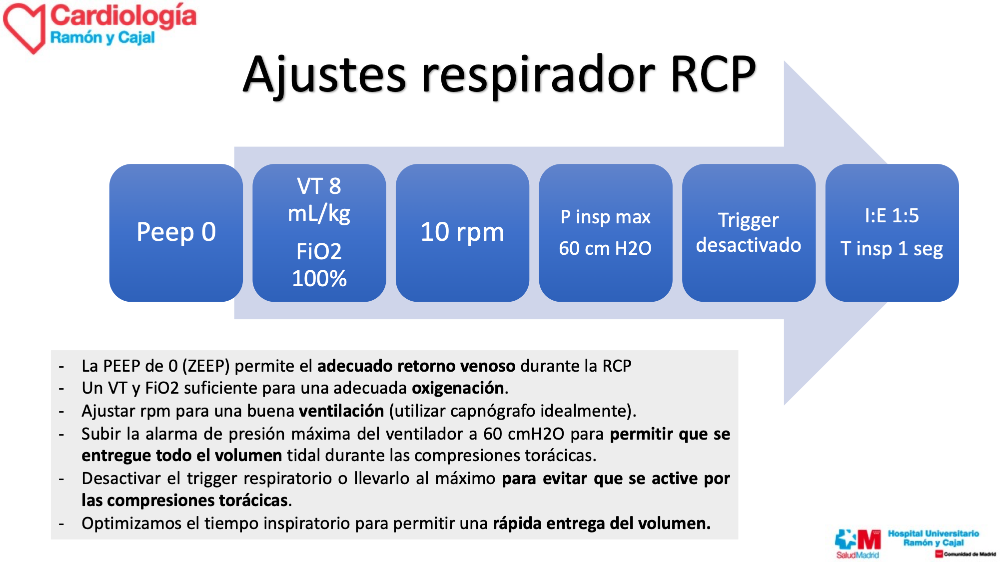 Cardiología
Ramón y Cajal
Ajustes respirador RCP
Peep 0
VT 8
mL/kg
FiO2
100%
10 rpm
P insp max
60 cm H2O
Trigger
desactivado
I:E 1:5
T insp 1 seg
- La PEEP de 0 (ZEEP) permite el adecuado retorno venoso durante la RCP
- Un VT y FiO2 suficiente para una adecuada oxigenación.
- Ajustar rpm para una buena ventilación (utilizar capnógrafo idealmente).
- Subir la alarma de presión máxima del ventilador a 60 cmH2O para permitir que se
entregue todo el volumen tidal durante las compresiones torácicas.
- Desactivar el trigger respiratorio o llevarlo al máximo para evitar que se active por
las compresiones torácicas.
- Optimizamos el tiempo inspiratorio para permitir una rápida entrega del volumen.
M
SaludMadrid
Hospital Universitario
Ramón y Cajal
Comunidad de Madrid